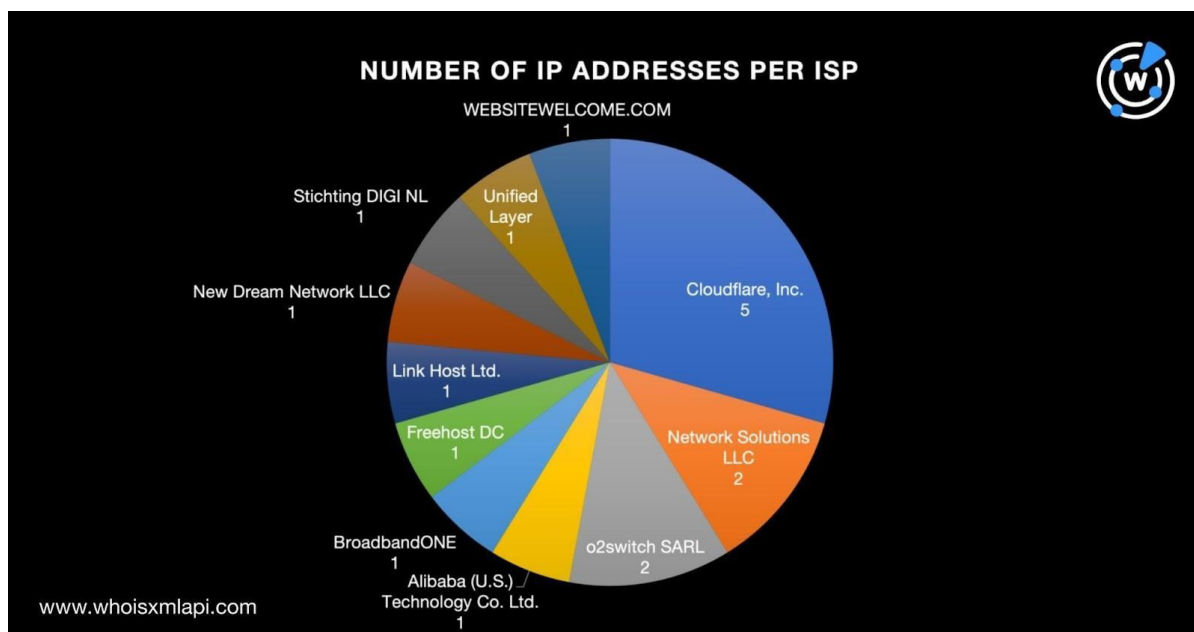 NUMBER OF IP ADDRESSES PER ISP
W
WEBSITEWELCOME.COM
1
Stichting DIGI NL
1
Unified
Layer
1
New Dream Network LLC
1
Cloudflare, Inc.
5
Link Host Ltd.
1
Freehost DC
1
Network Solutions
LLC
2
BroadbandONE
1
o2switch SARL
2
Alibaba (U.S.)
Technology Co. Ltd.
1
www.whoisxmlapi.com